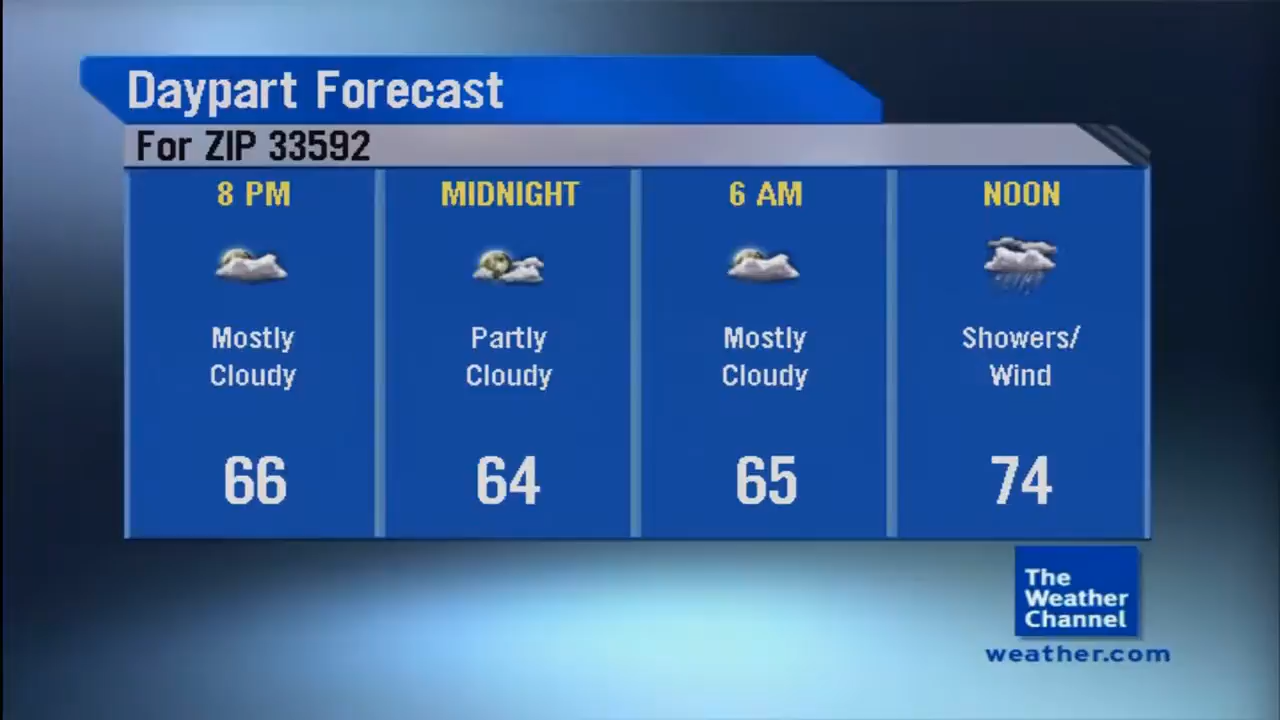 Daypart Forecast
For ZIP 33592
8 PM
Mostly
Cloudy
66
MIDNIGHT
Partly
Cloudy
64
6 AM
Mostly
Cloudy
65
NOON
Showers/
Wind
74
The
Weather
Channel
weather.com